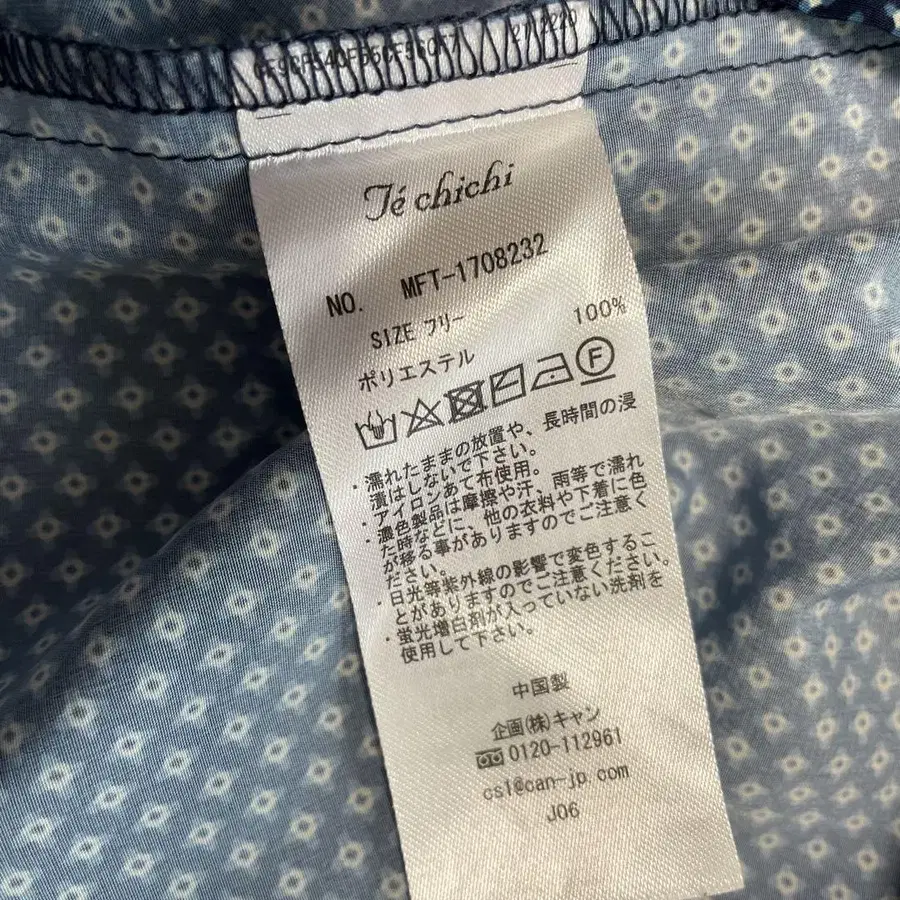 Té chichi
NO. MFT-1708232
SIZE フリー
ポリエステル 100%
F
・濡れたままの放置や、長時間の浸
漬はしないで下さい。
・アイロンあて布使用。
・濃色製品は摩擦や汗、雨等で濡れ
た時などに、他の衣料や下着に色
が移る事がありますのでご注意く
ださい。
・日光等紫外線の影響で変色するこ
とがありますのでご注意ください。
・蛍光増白剤が入っていない洗剤を
使用して下さい。
中国製
企画(株)キャン
0120-112961
csl@can-jp.com
J06